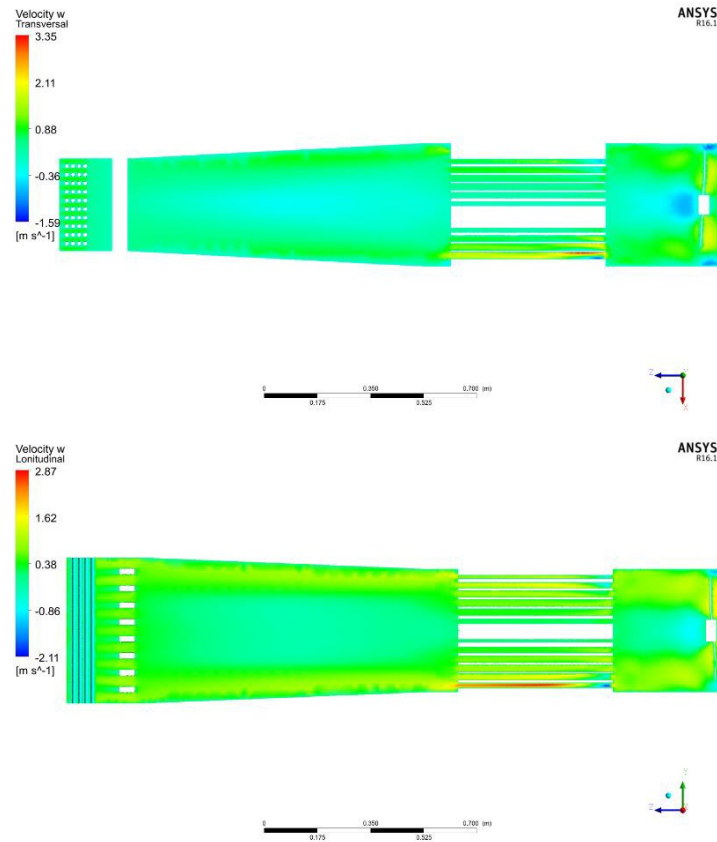 Velocity w
Transversal
3.35
2.11
0.88
-0.36
-1.59
[m s^-1]
ANSYS
R16.1
0
0.350
0.700
(m)
0.175
0.525
Z
X
Velocity w
Lonitudinal
2.87
1.62
0.38
-0.86
-2.11
[m s^-1]
ANSYS
R16.1
0
0.350
0.700
(m)
0.175
0.525
Y
Z